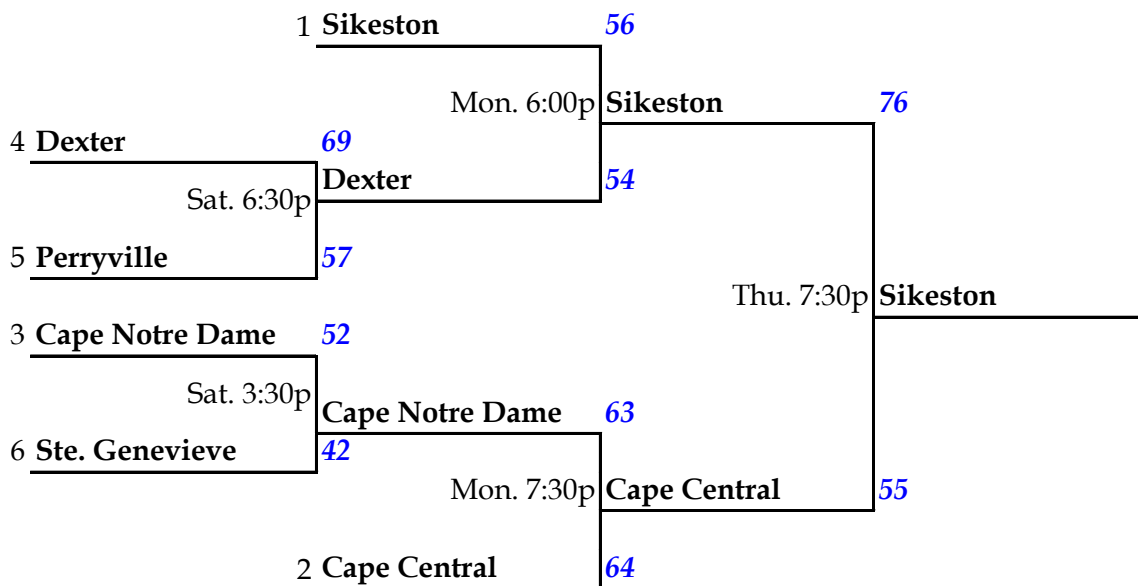 1 Sikeston 56
Mon. 6:00p Sikeston 76
4 Dexter 69
Dexter 54
Sat. 6:30p
5 Perryville 57
Thu. 7:30p Sikeston
3 Cape Notre Dame 52
Sat. 3:30p
Cape Notre Dame 63
6 Ste. Genevieve 42
Mon. 7:30p Cape Central 55
2 Cape Central 64